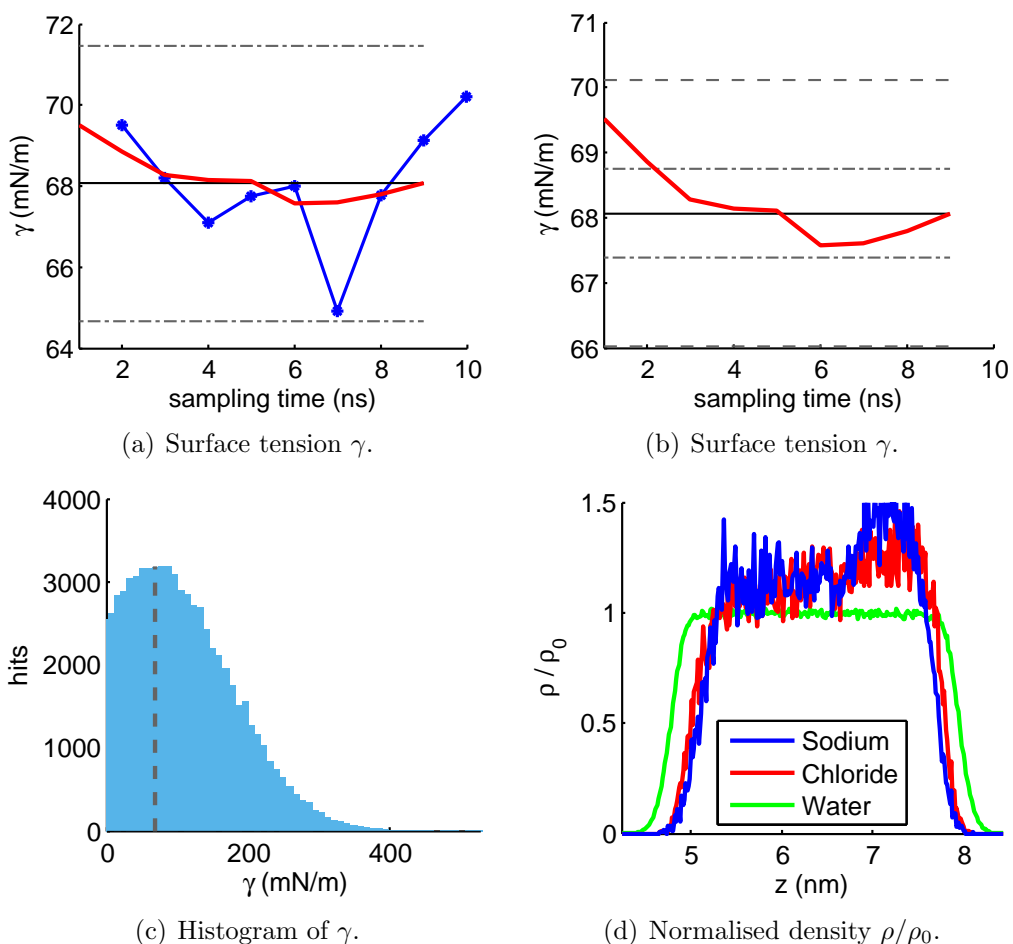 72
70
68
66
64
γ (mN/m)
2 4 6 8 10
sampling time (ns)
(a) Surface tension γ.
71
70
69
68
67
66
γ (mN/m)
2 4 6 8 10
sampling time (ns)
(b) Surface tension γ.
4000
3000
2000
1000
0
hits
0 200 400
γ (mN/m)
(c) Histogram of γ.
1.5
1
0.5
0
ρ / ρ0
Sodium
Chloride
Water
5 6 7 8
z (nm)
(d) Normalised density ρ/ρ0.